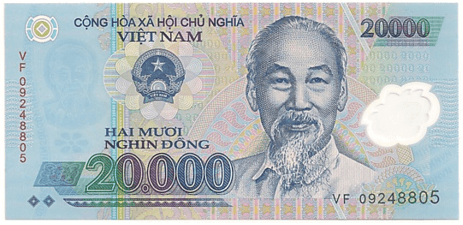 CỘNG HÒA XÃ HỘI CHỦ NGHĨA
VIỆT NAM
20000
VF 09248805
HAI MƯƠI
NGHÌN ĐỒNG
20.000
VF 09248805